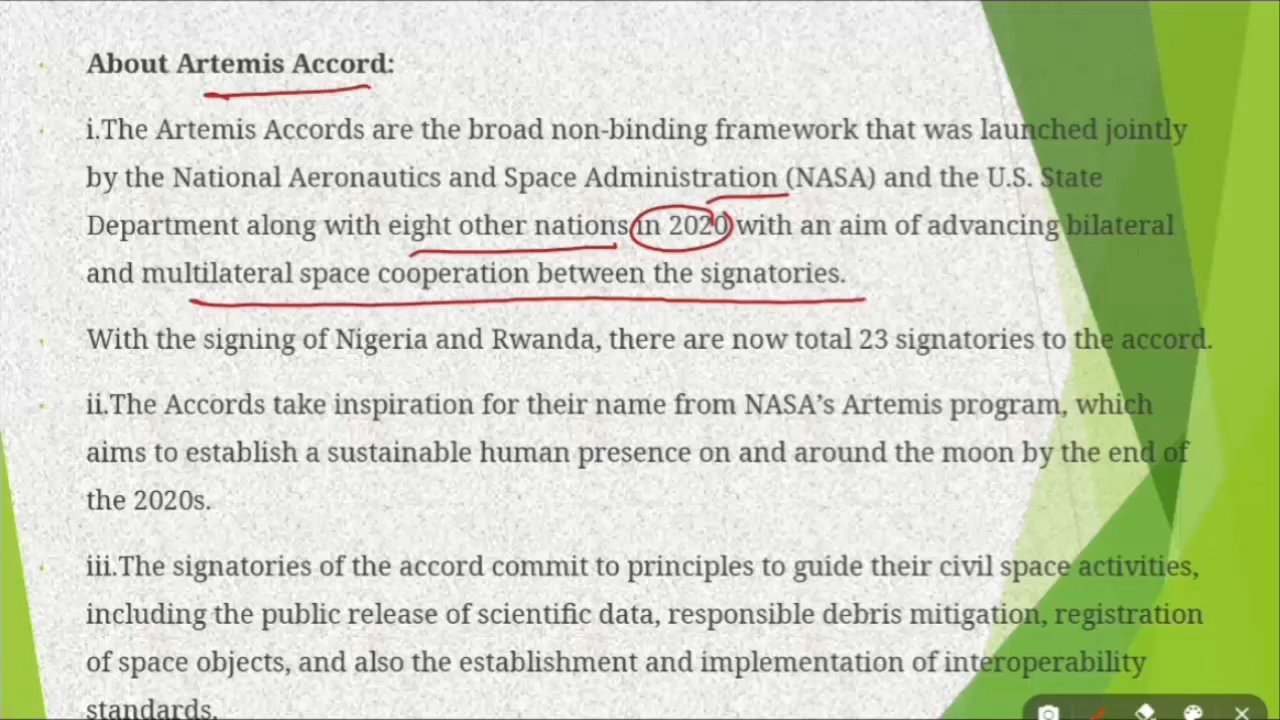 About Artemis Accord:
i.The Artemis Accords are the broad non-binding framework that was launched jointly
by the National Aeronautics and Space Administration (NASA) and the U.S. State
Department along with eight other nations in 2020 with an aim of advancing bilateral
and multilateral space cooperation between the signatories.
With the signing of Nigeria and Rwanda, there are now total 23 signatories to the accord.
ii.The Accords take inspiration for their name from NASA’s Artemis program, which
aims to establish a sustainable human presence on and around the moon by the end of
the 2020s.
iii.The signatories of the accord commit to principles to guide their civil space activities,
including the public release of scientific data, responsible debris mitigation, registration
of space objects, and also the establishment and implementation of interoperability
standards.